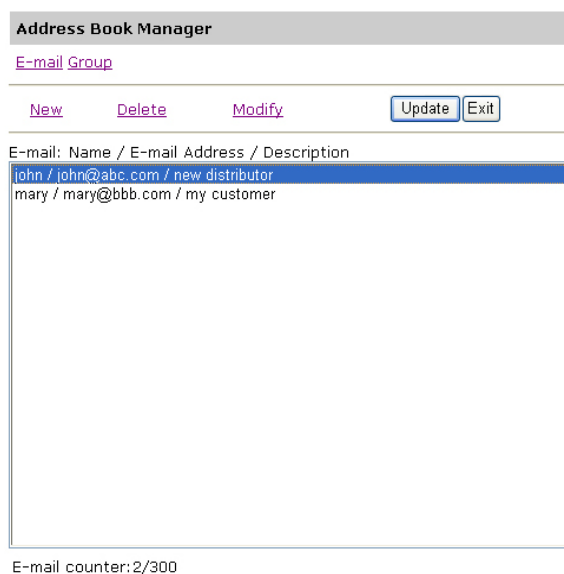 Address Book Manager
E-mail Group
New Delete Modify Update Exit
E-mail: Name / E-mail Address / Description
john / john@abc.com / new distributor
mary / mary@bbb.com / my customer
E-mail counter:2/300